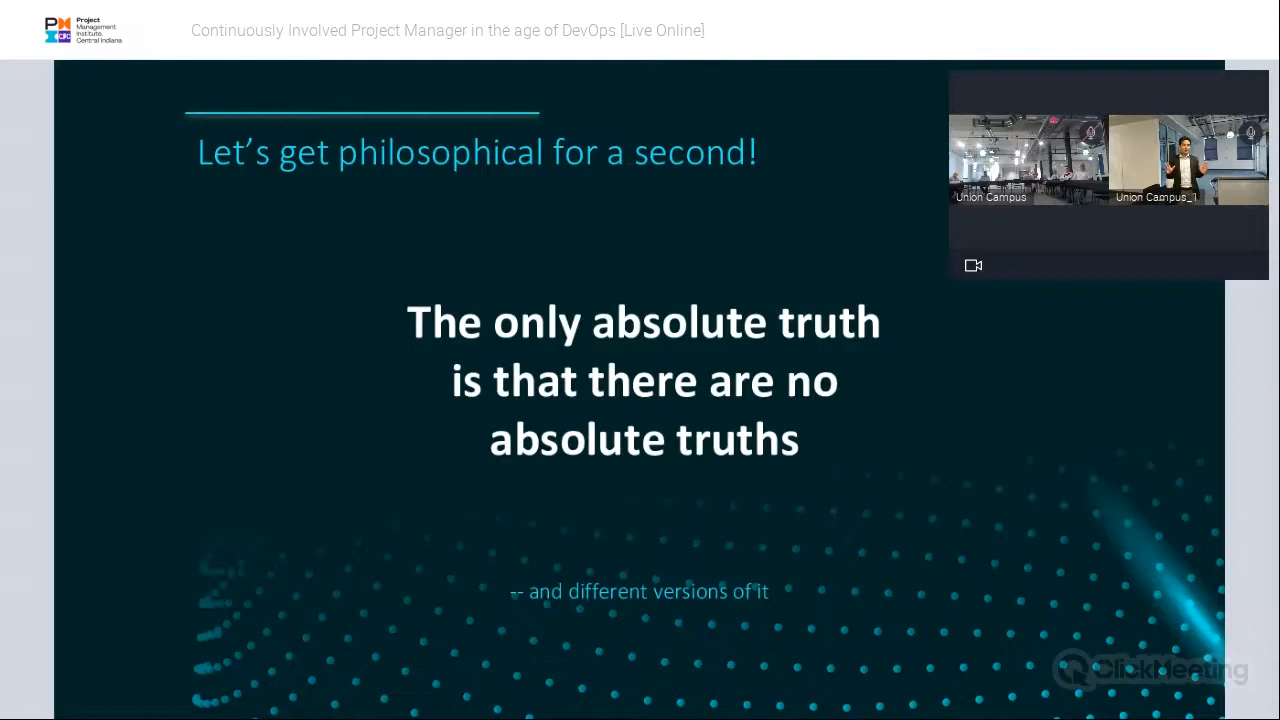 Project
Management
Institute.
Central Indiana
Continuously Involved Project Manager in the age of DevOps [Live Online]
Let's get philosophical for a second!
Union Campus
Union Campus_1
The only absolute truth
is that there are no
absolute truths
-- and different versions of it
ClickMeeting